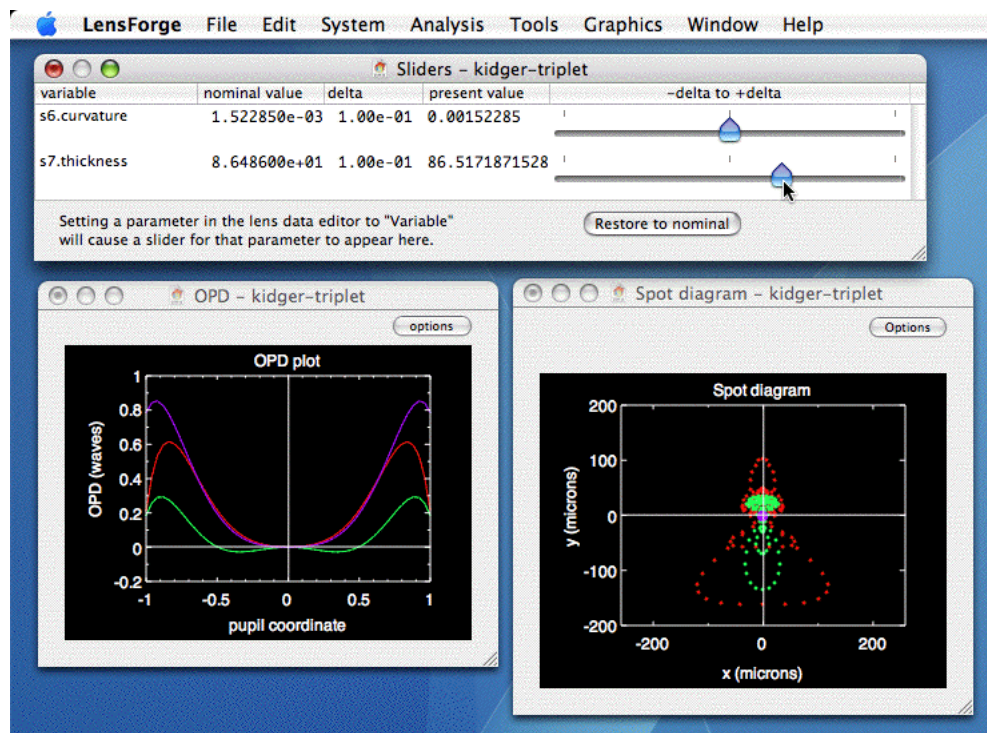 LensForge File Edit System Analysis Tools Graphics Window Help
Sliders – kidger-triplet
variable nominal value delta present value -delta to +delta
s6.curvature 1.522850e-03 1.00e-01 0.00152285
s7.thickness 8.648600e+01 1.00e-01 86.5171871528
Setting a parameter in the lens data editor to "Variable"
will cause a slider for that parameter to appear here.
Restore to nominal
OPD – kidger-triplet
options
OPD plot
1
0.8
0.6
0.4
0.2
0
-0.2
OPD (waves)
-1 -0.5 0 0.5 1
pupil coordinate
Spot diagram – kidger-triplet
Options
Spot diagram
200
100
0
-100
-200
y (microns)
-200 0 200
x (microns)